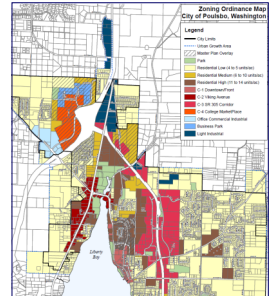 Zoning Ordinance Map
City of Poulsbo, Washington
Legend
City Limits
Urban Growth Area
Master Plan Overlay
Park
Residential Low (4 to 5 units/ac)
Residential Medium (6 to 10 units/ac)
Residential High (11 to 14 units/ac)
C-1 Downtown/Front
C-2 Viking Avenue
C-3 SR 305 Corridor
C-4 College MarketPlace
Office Commercial Industrial
Business Park
Light Industrial
Liberty
Bay